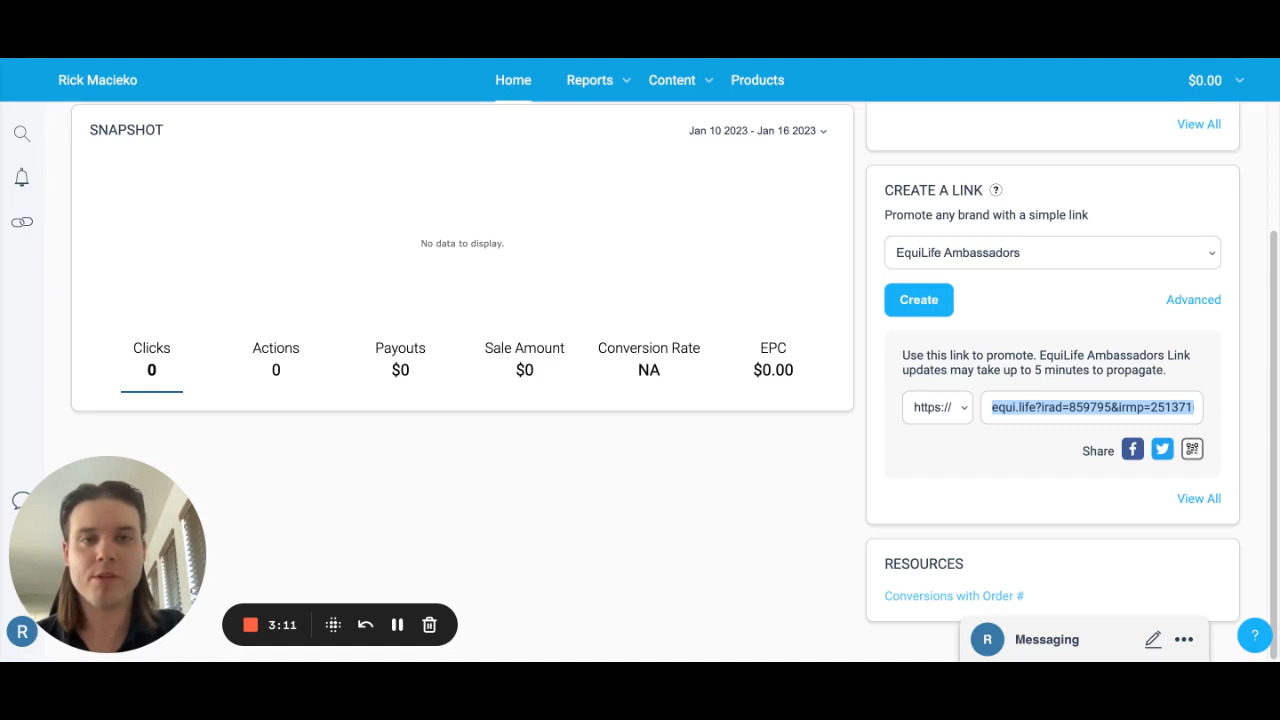 Rick Macieko
Home
Reports
Content
Products
$0.00
SNAPSHOT
Jan 10 2023 - Jan 16 2023
No data to display.
Clicks
0
Actions
0
Payouts
$0
Sale Amount
$0
Conversion Rate
NA
EPC
$0.00
View All
CREATE A LINK ?
Promote any brand with a simple link
EquiLife Ambassadors
Create
Advanced
Use this link to promote. EquiLife Ambassadors Link
updates may take up to 5 minutes to propagate.
https://
equi.life?irad=859795&irmp=251371
Share
View All
RESOURCES
Conversions with Order #
R
Messaging
?
R
3:11